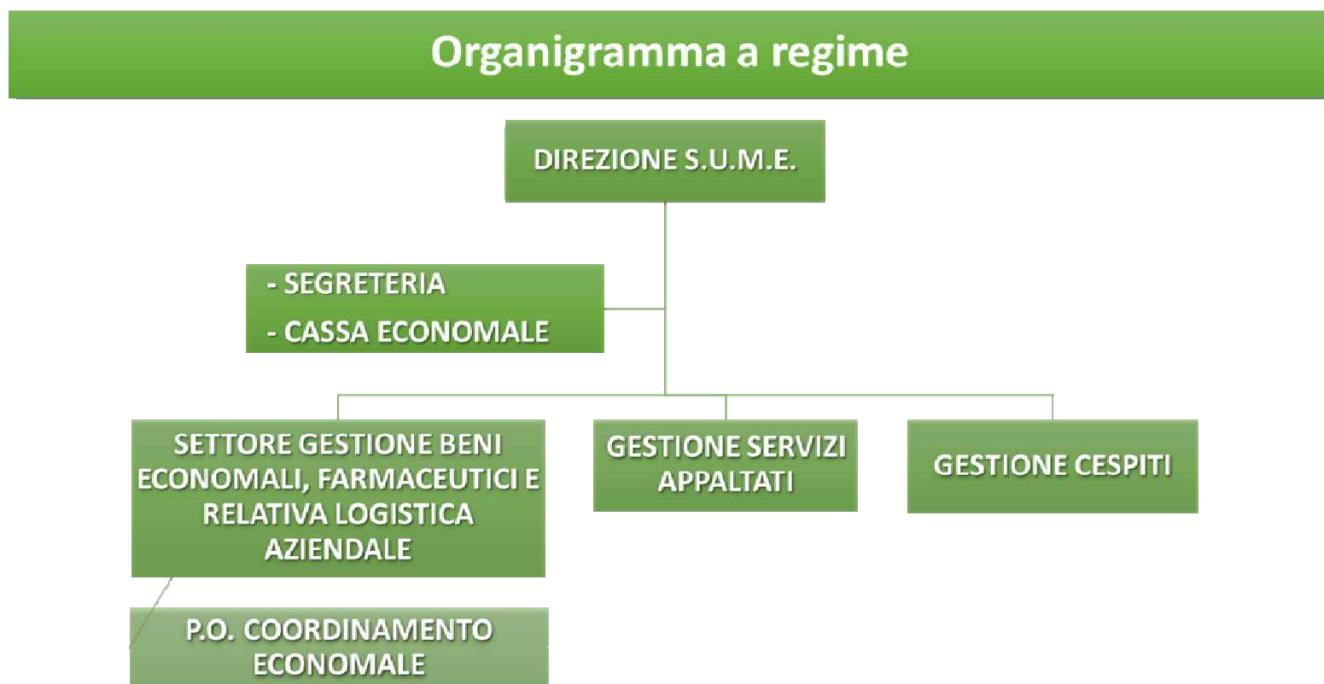 Organigramma a regime
DIREZIONE S.U.M.E.
- SEGRETERIA
- CASSA ECONOMALE
SETTORE GESTIONE BENI
ECONOMALI, FARMACEUTICI E
RELATIVA LOGISTICA
AZIENDALE
GESTIONE SERVIZI
APPALTATI
GESTIONE CESPITI
P.O. COORDINAMENTO
ECONOMALE